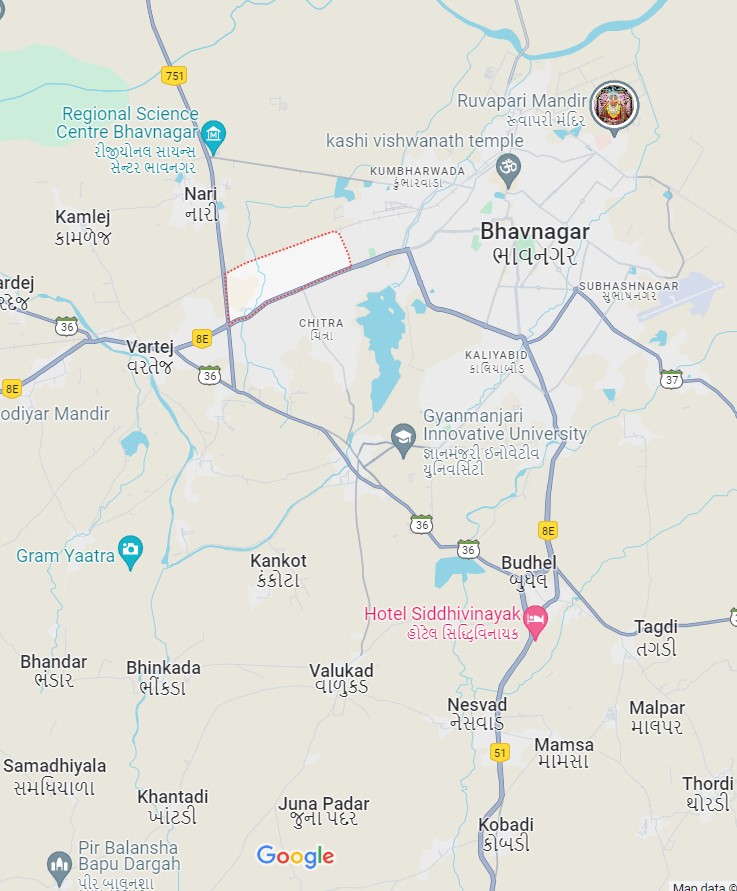 751
Regional Science
Centre Bhavnagar
રીજીયોનલ સાયન્સ
સેન્ટર ભાવનગર
Ruvapari Mandir
રુવાપરી મંદિર
kashi vishwanath temple
KUMBHARWADA
કુંભારવાડા
Nari
નારી
Kamlej
કામળેજ
Bhavnagar
ભાવનગર
SUBHASHNAGAR
સુભાષનગર
36
8E
CHITRA
ચિત્રા
Vartej
વરતેજ
36
KALIYABID
કાળિયાબીડ
37
8E
odiyar Mandir
Gyanmanjari
Innovative University
જ્ઞાનમંજરી ઇનોવેટીવ
યુનિવર્સિટી
36
36
8E
Gram Yaatra
Kankot
કંકોટા
Budhel
બુધેલ
Hotel Siddhivinayak
હોટેલ સિદ્ધિવિનાયક
Tagdi
તગડી
Bhandar
ભંડાર
Bhinkada
ભીંકડા
Valukad
વાળુકડ
Nesvad
નેસવાડ
Malpar
માલપર
51
Mamsa
મામસા
Samadhiyala
સમઢિયાળા
Khantadi
ખાંટડી
Juna Padar
જુના પદર
Thordi
થોરડી
Kobadi
કોબડી
Pir Balansha
Bapu Dargah
પીર બાલનશા
Google
Map data ©